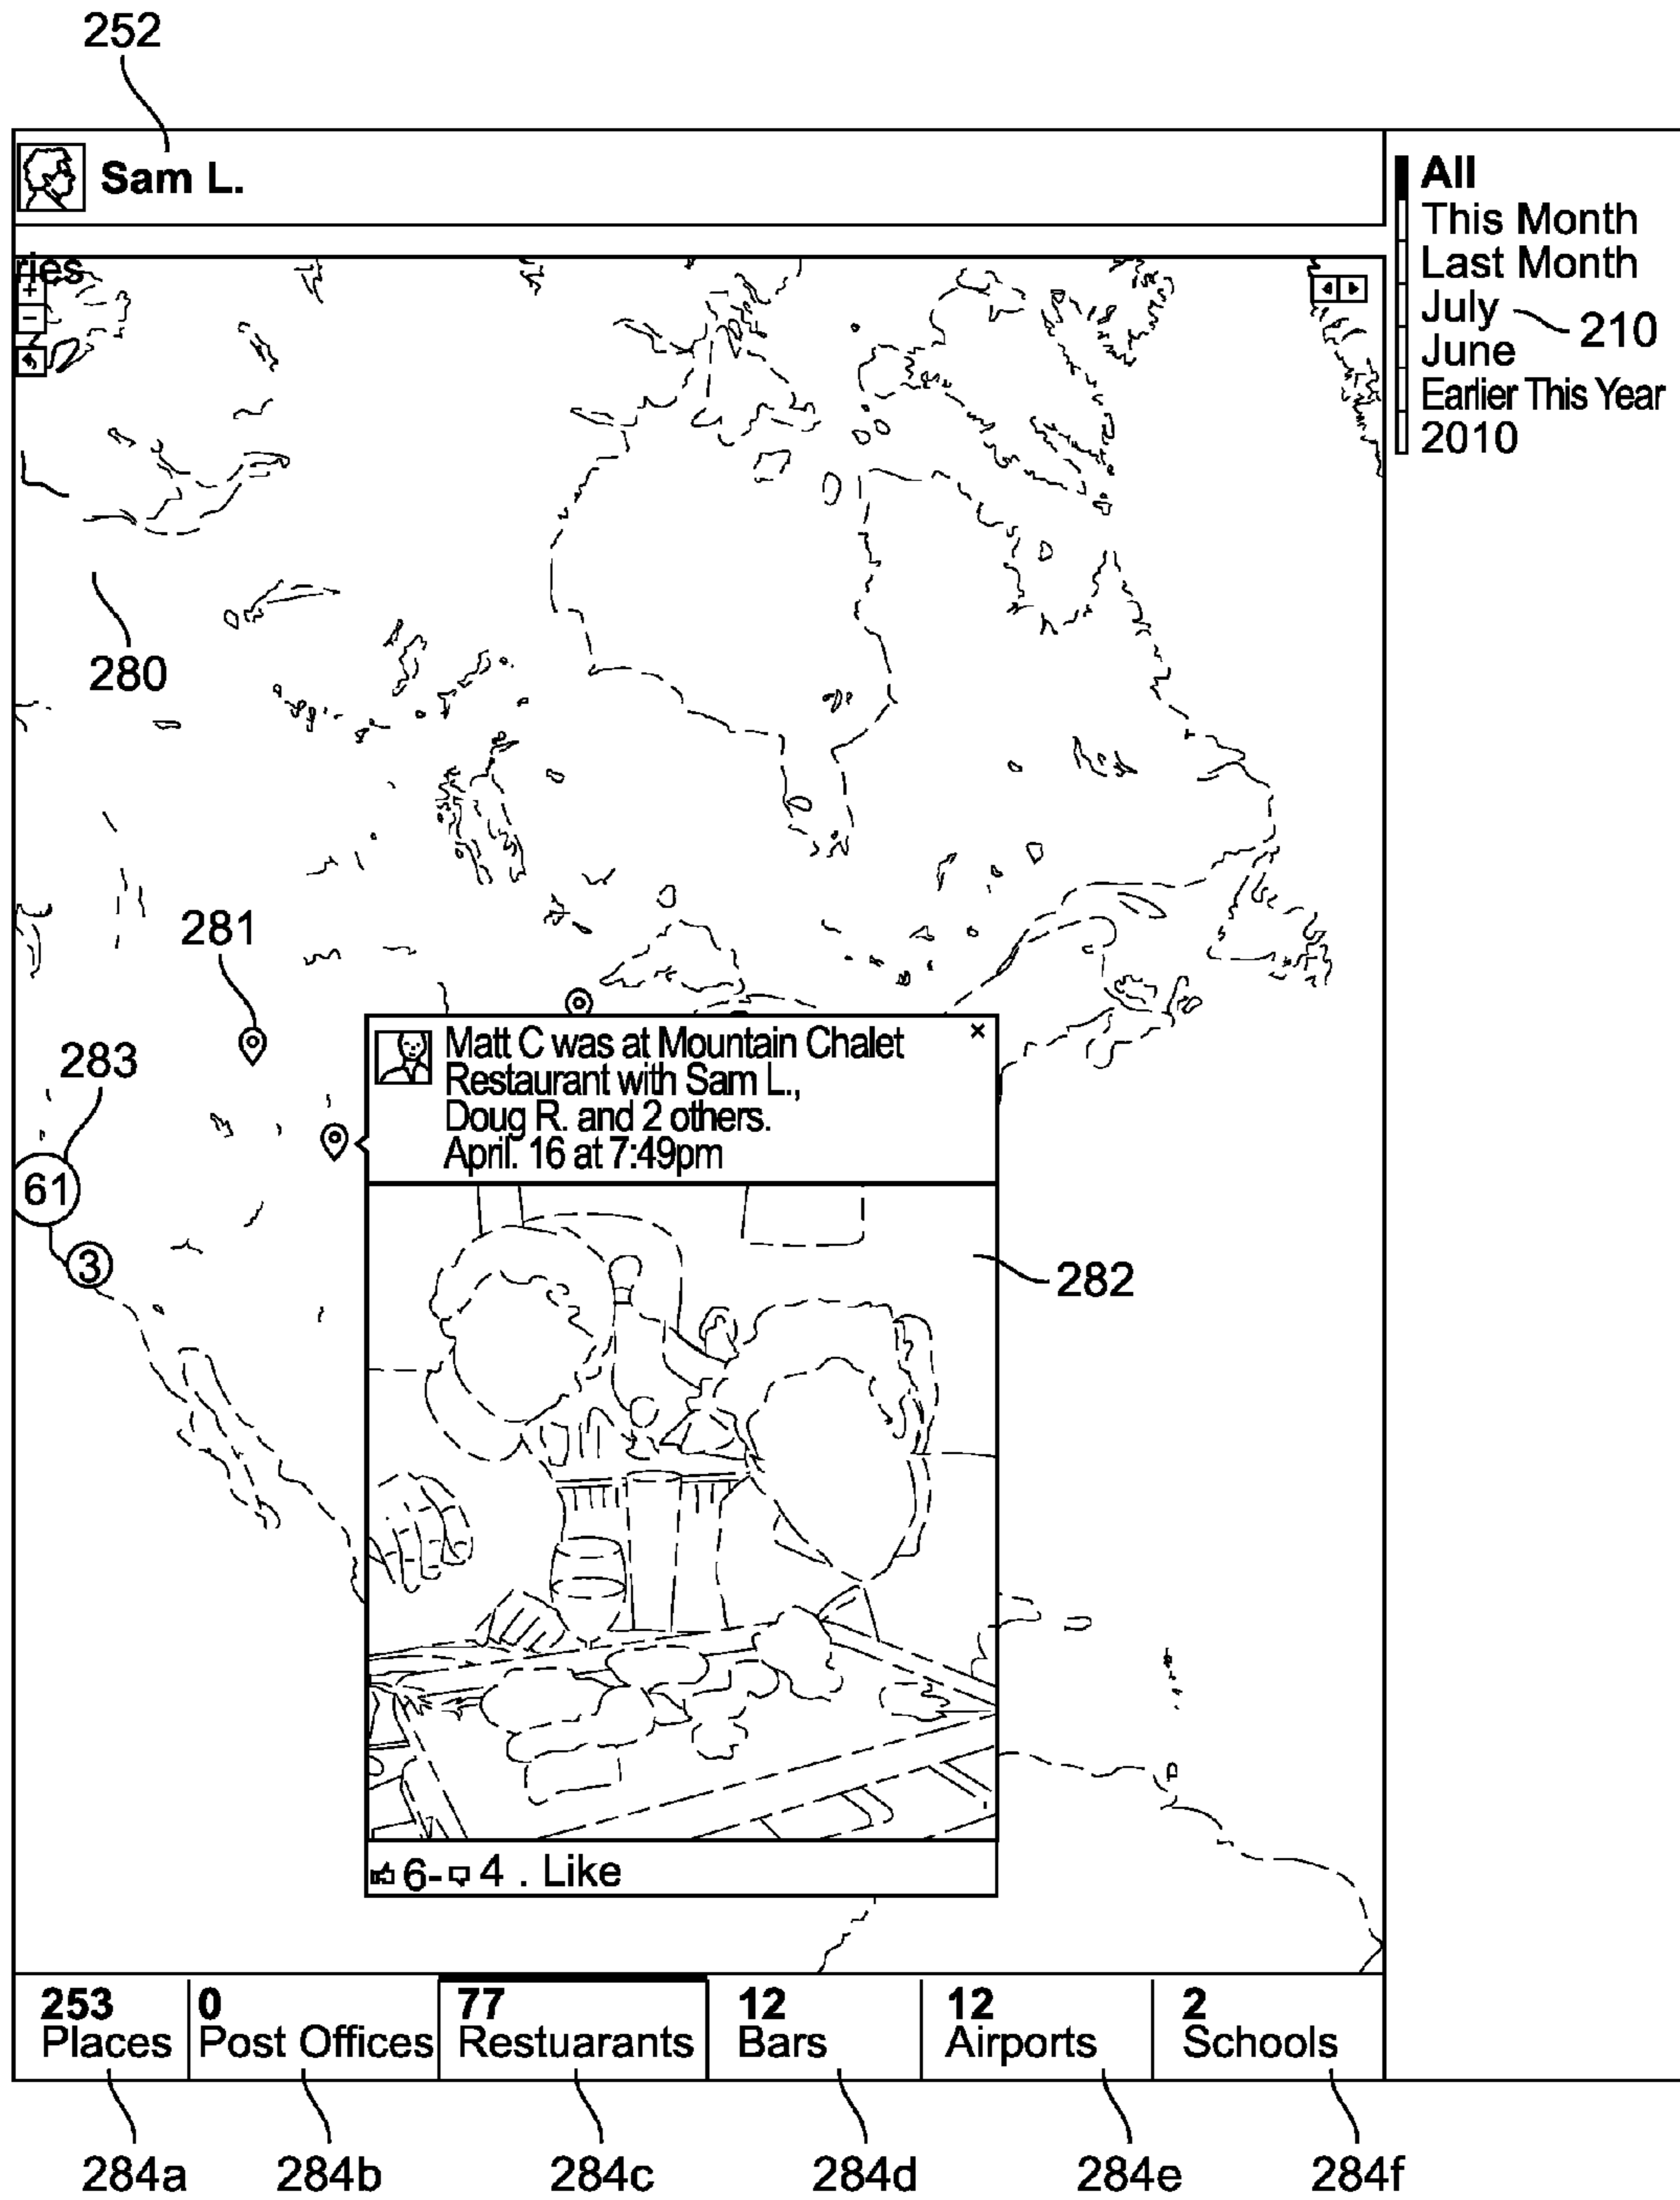 252
Sam L.
All
This Month
Last Month
July
210
June
Earlier This Year
2010
ries
+
−
280
281
283
61
3
Matt C was at Mountain Chalet
Restaurant with Sam L.,
Doug R. and 2 others.
April. 16 at 7:49pm
×
282
6- 4 . Like
253
Places
0
Post Offices
77
Restuarants
12
Bars
12
Airports
2
Schools
284a
284b
284c
284d
284e
284f